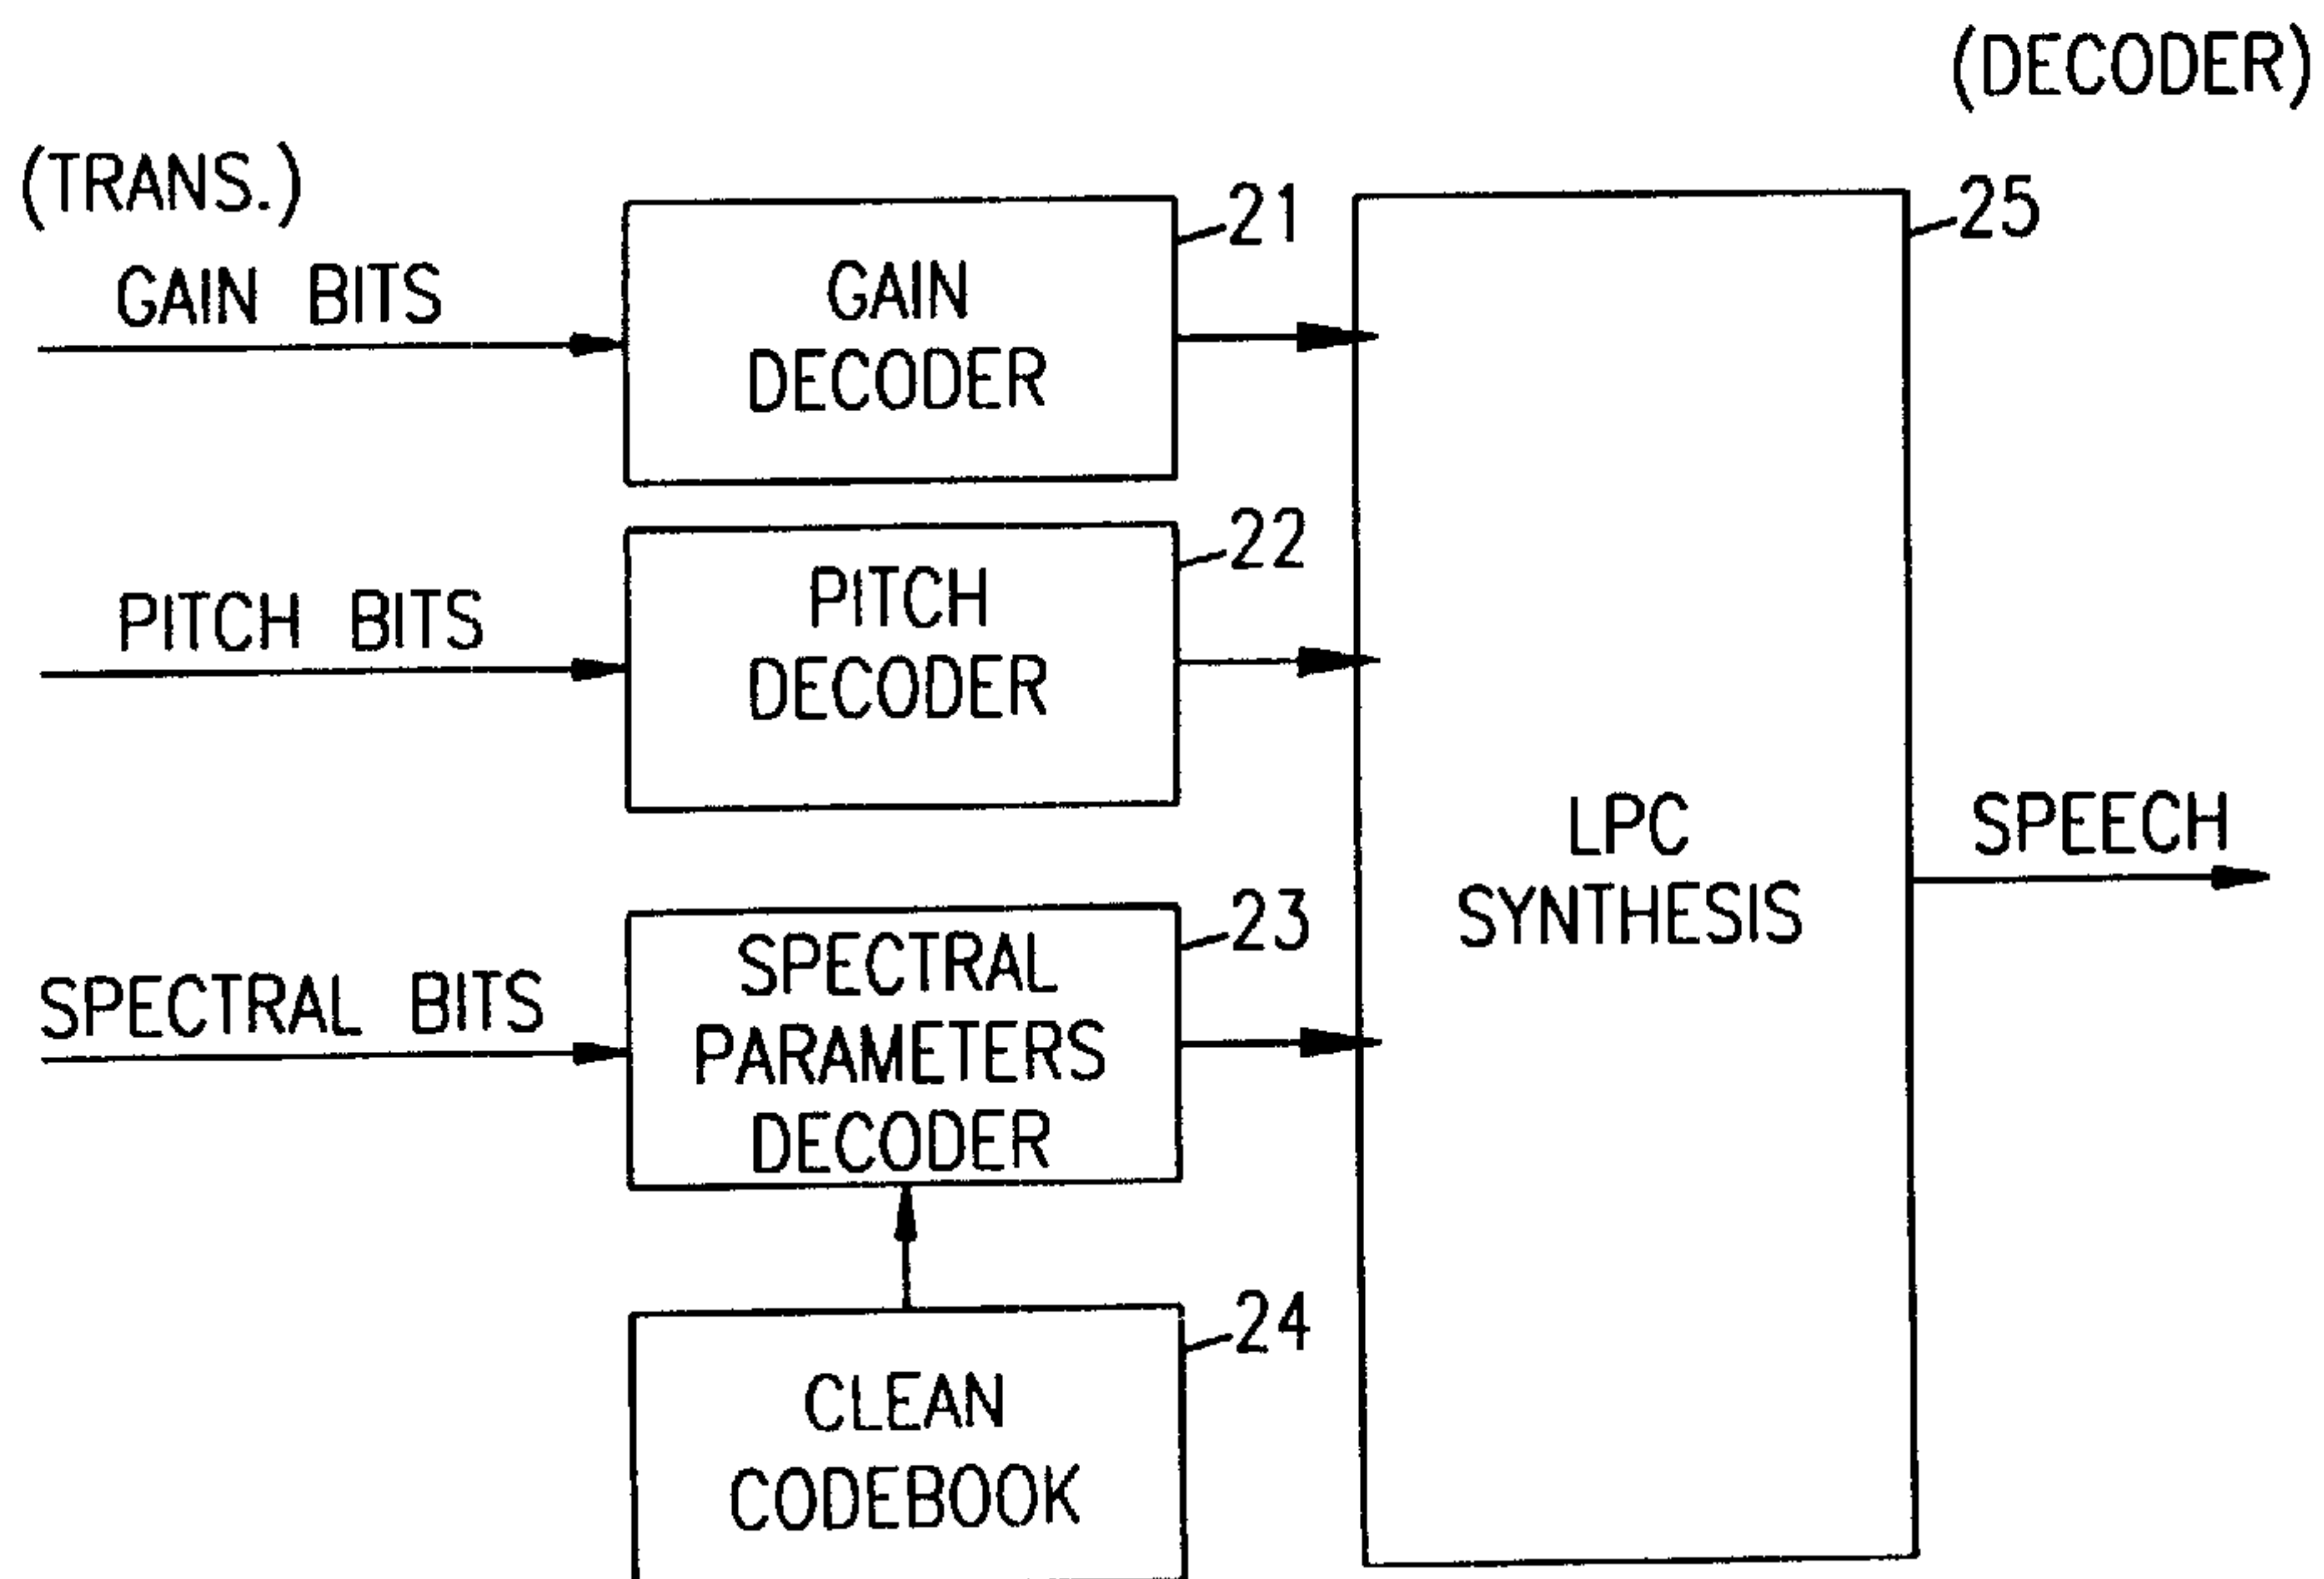 (DECODER)
(TRANS.)
GAIN BITS
GAIN
DECODER
21
25
PITCH BITS
PITCH
DECODER
22
LPC
SYNTHESIS
SPEECH
SPECTRAL BITS
SPECTRAL
PARAMETERS
DECODER
23
CLEAN
CODEBOOK
24